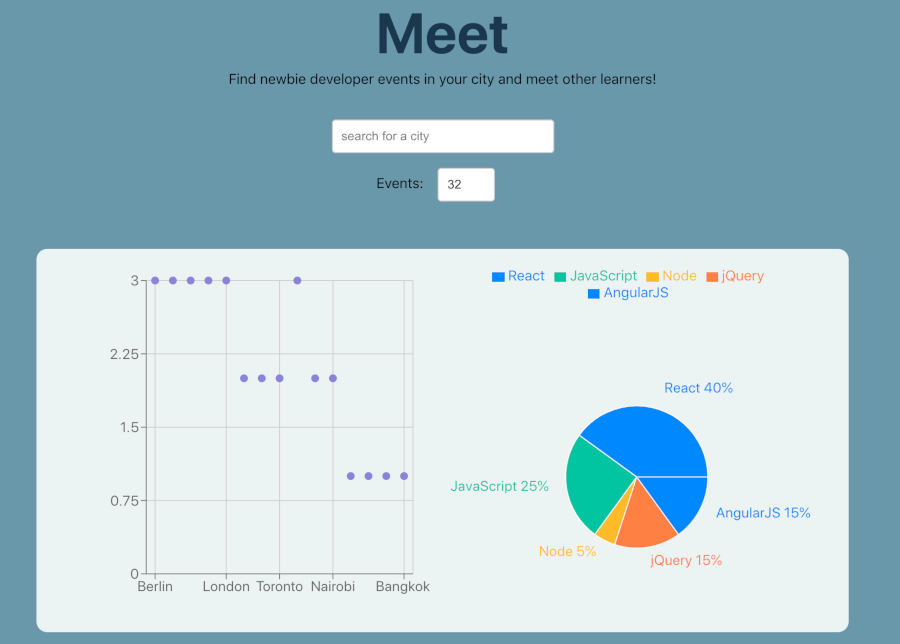 Meet
Find newbie developer events in your city and meet other learners!
search for a city
Events: 32
3
2.25
1.5
0.75
0
Berlin London Toronto Nairobi Bangkok
React JavaScript Node jQuery
AngularJS
React 40%
JavaScript 25%
AngularJS 15%
Node 5%
jQuery 15%